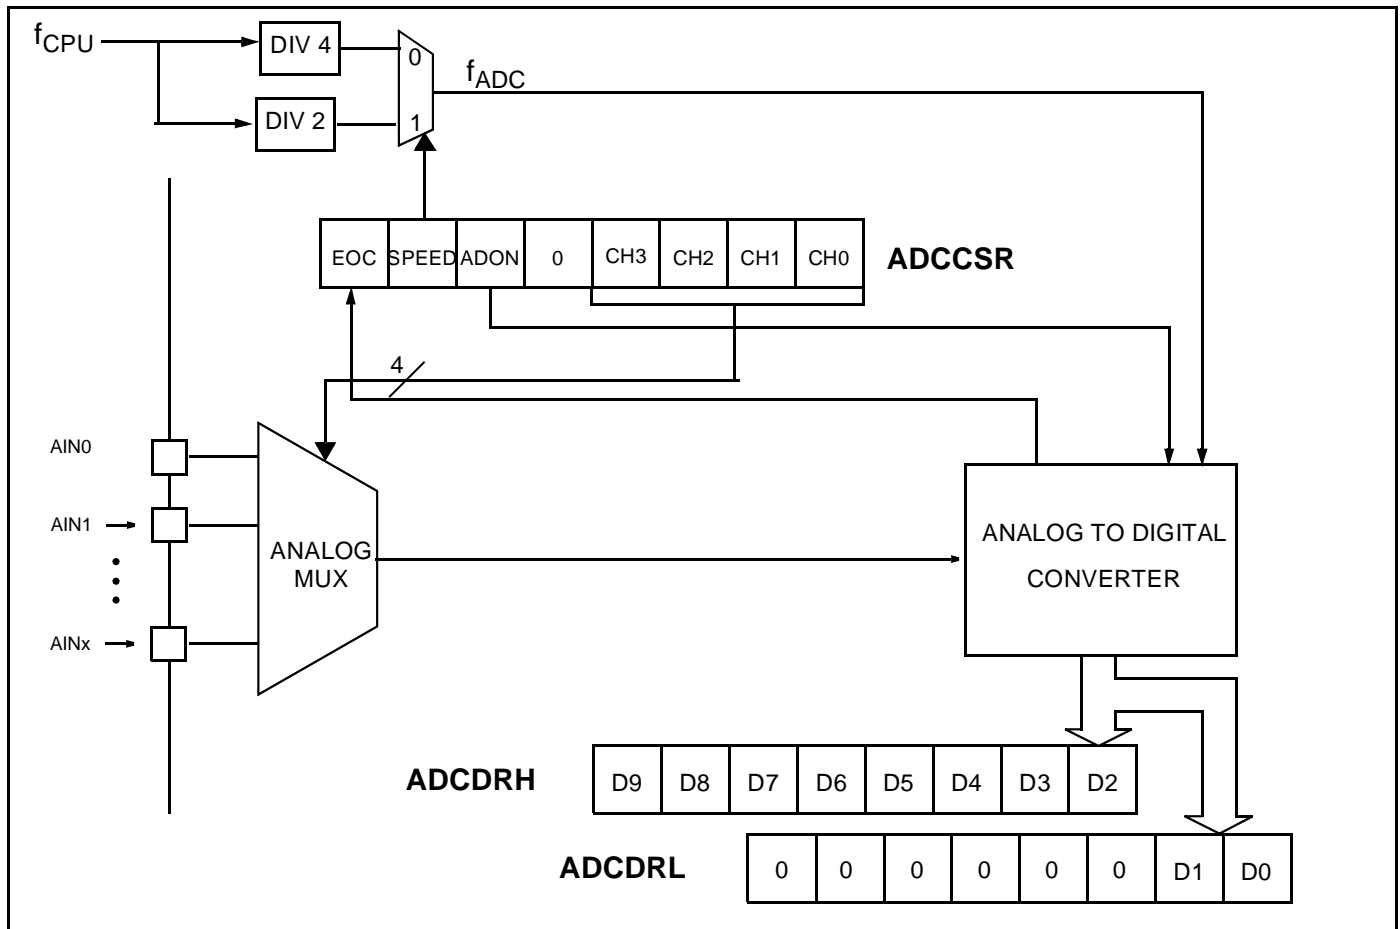 fCPU
DIV 4
0
fADC
DIV 2
1
EOC SPEED ADON 0 CH3 CH2 CH1 CH0 ADCCSR
4
AIN0
AIN1
ANALOG
MUX
ANALOG TO DIGITAL
CONVERTER
AINx
ADCDRH D9 D8 D7 D6 D5 D4 D3 D2
ADCDRL 0 0 0 0 0 0 D1 D0